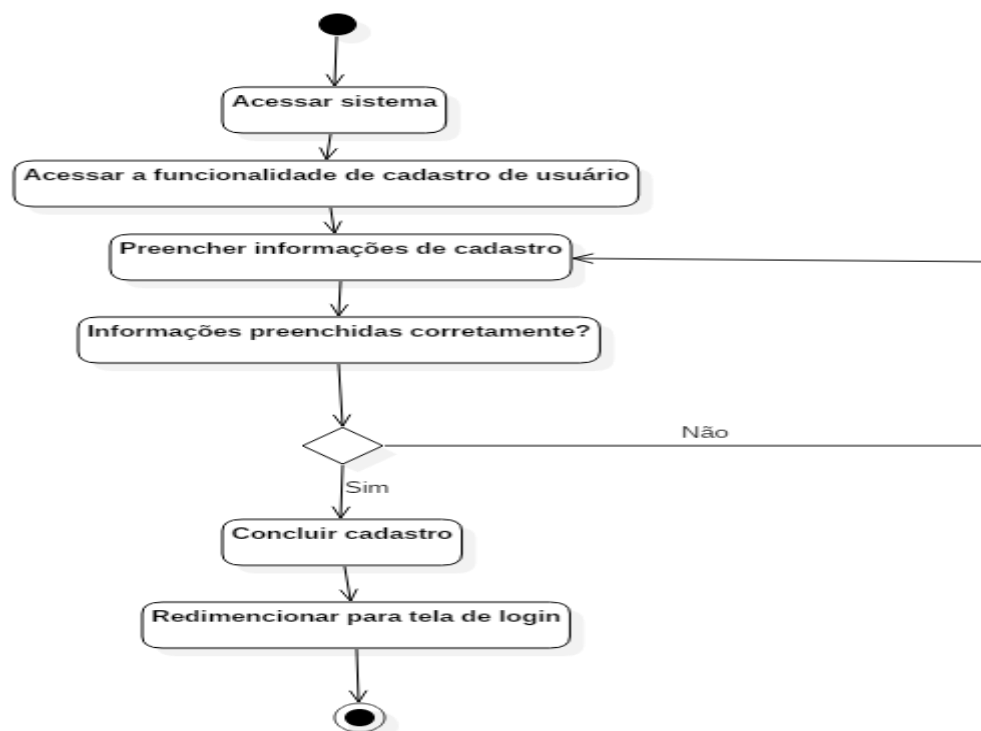 Acessar sistema
Acessar a funcionalidade de cadastro de usuário
Preencher informações de cadastro
Informações preenchidas corretamente?
Não
Sim
Concluir cadastro
Redimencionar para tela de login